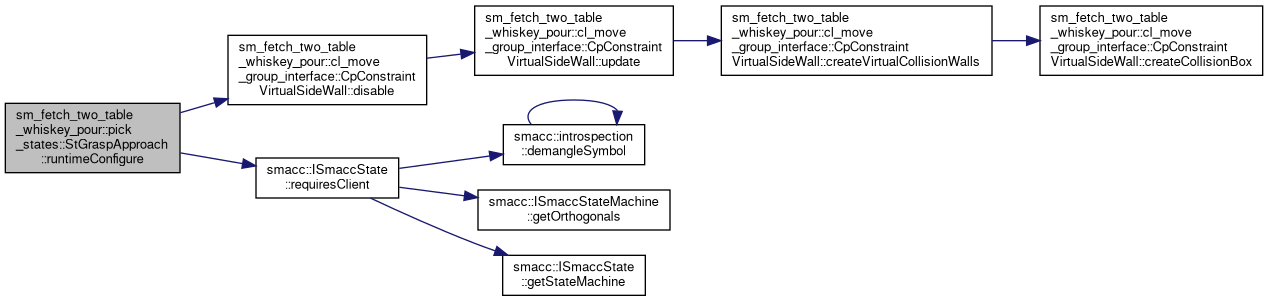 sm_fetch_two_table
_whiskey_pour::pick
_states::StGraspApproach
::runtimeConfigure
sm_fetch_two_table
_whiskey_pour::cl_move
_group_interface::CpConstraint
VirtualSideWall::disable
sm_fetch_two_table
_whiskey_pour::cl_move
_group_interface::CpConstraint
VirtualSideWall::update
sm_fetch_two_table
_whiskey_pour::cl_move
_group_interface::CpConstraint
VirtualSideWall::createVirtualCollisionWalls
sm_fetch_two_table
_whiskey_pour::cl_move
_group_interface::CpConstraint
VirtualSideWall::createCollisionBox
smacc::ISmaccState
::requiresClient
smacc::introspection
::demangleSymbol
smacc::ISmaccStateMachine
::getOrthogonals
smacc::ISmaccState
::getStateMachine